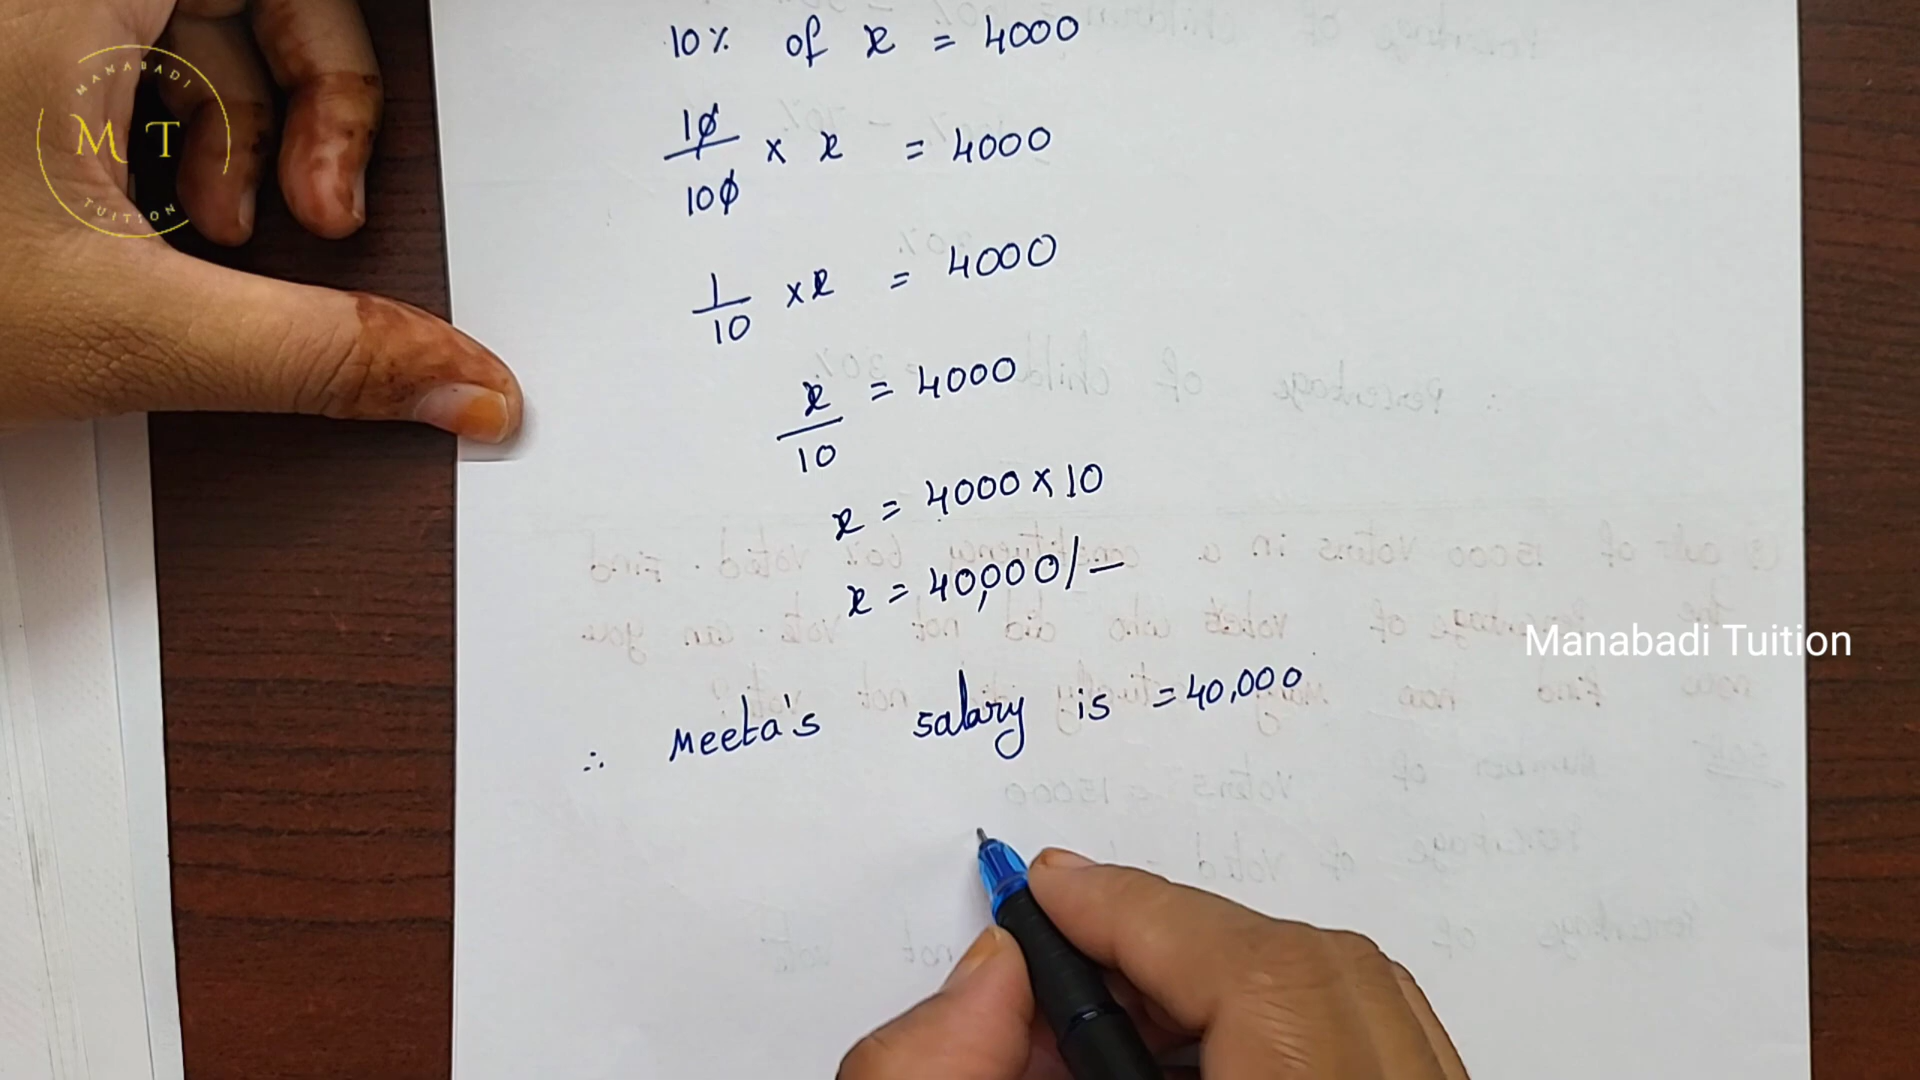 MANABADI
M T
TUITION
10% of x = 4000
10/100 × x = 4000
1/10 × x = 4000
x/10 = 4000
x = 4000 × 10
x = 40,000/-
Manabadi Tuition
∴ Meeta's salary is = 40,000